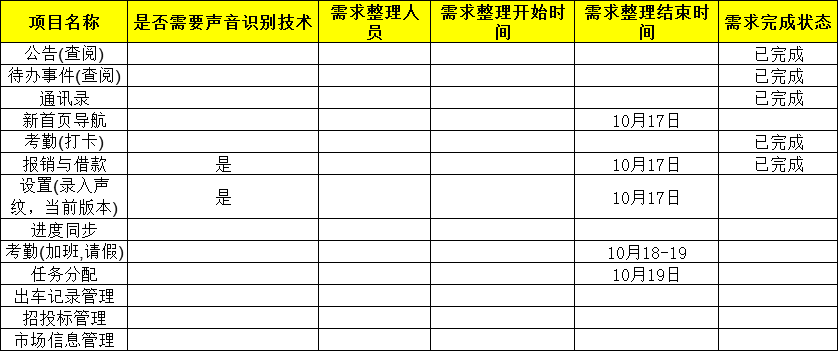 项目名称 是否需要声音识别技术 需求整理人员 需求整理开始时间 需求整理结束时间 需求完成状态
公告(查阅) 已完成
待办事件(查阅) 已完成
通讯录 已完成
新首页导航 10月17日
考勤(打卡) 已完成
报销与借款 是 10月17日 已完成
设置(录入声
纹，当前版本) 是 10月17日
进度同步
考勤(加班,请假) 10月18-19
任务分配 10月19日
出车记录管理
招投标管理
市场信息管理